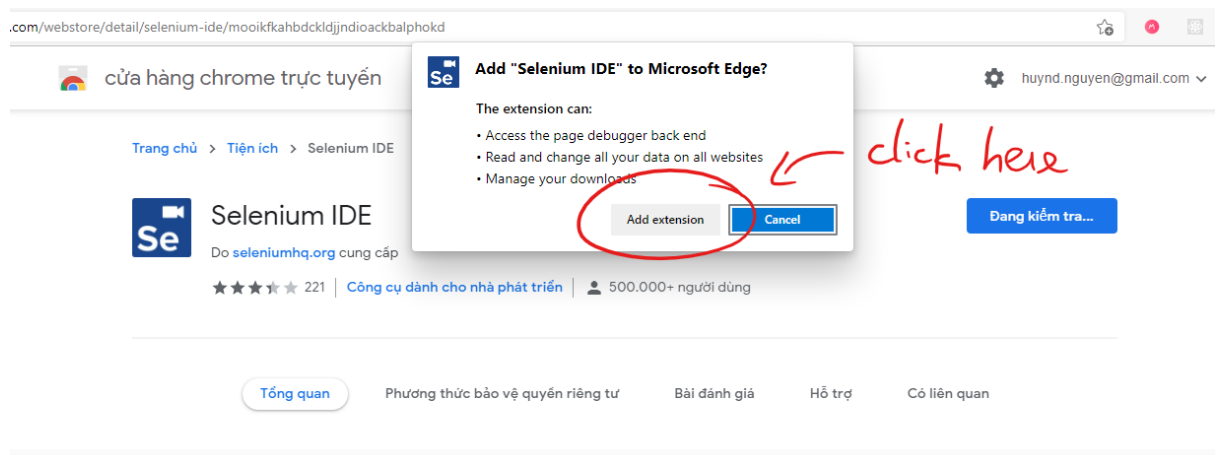 .com/webstore/detail/selenium-ide/mooikfkahbdckldjjndioackbalphokd
cửa hàng chrome trực tuyến
Se
Add "Selenium IDE" to Microsoft Edge?
huynd.nguyen@gmail.com
The extension can:
• Access the page debugger back end
• Read and change all your data on all websites
• Manage your downloads
click here
Add extension
Cancel
Trang chủ > Tiện ích > Selenium IDE
Se
Selenium IDE
Đang kiểm tra...
Do seleniumhq.org cung cấp
221 | Công cụ dành cho nhà phát triển | 500.000+ người dùng
Tổng quan Phương thức bảo vệ quyền riêng tư Bài đánh giá Hỗ trợ Có liên quan